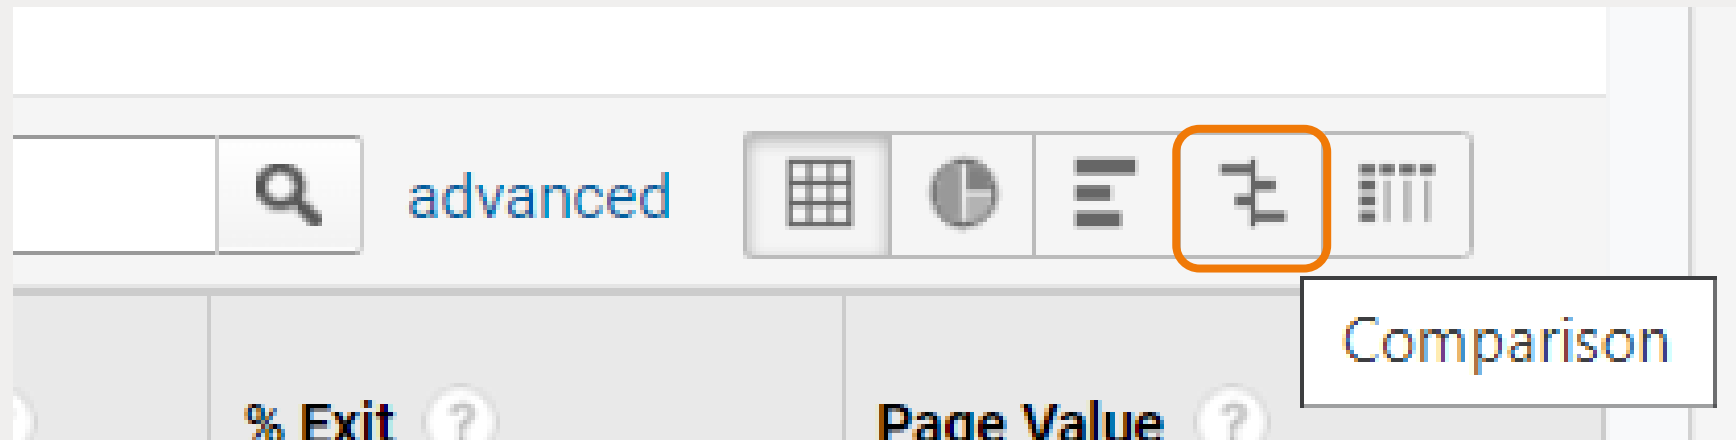 advanced
Comparison
% Exit ?
Page Value ?